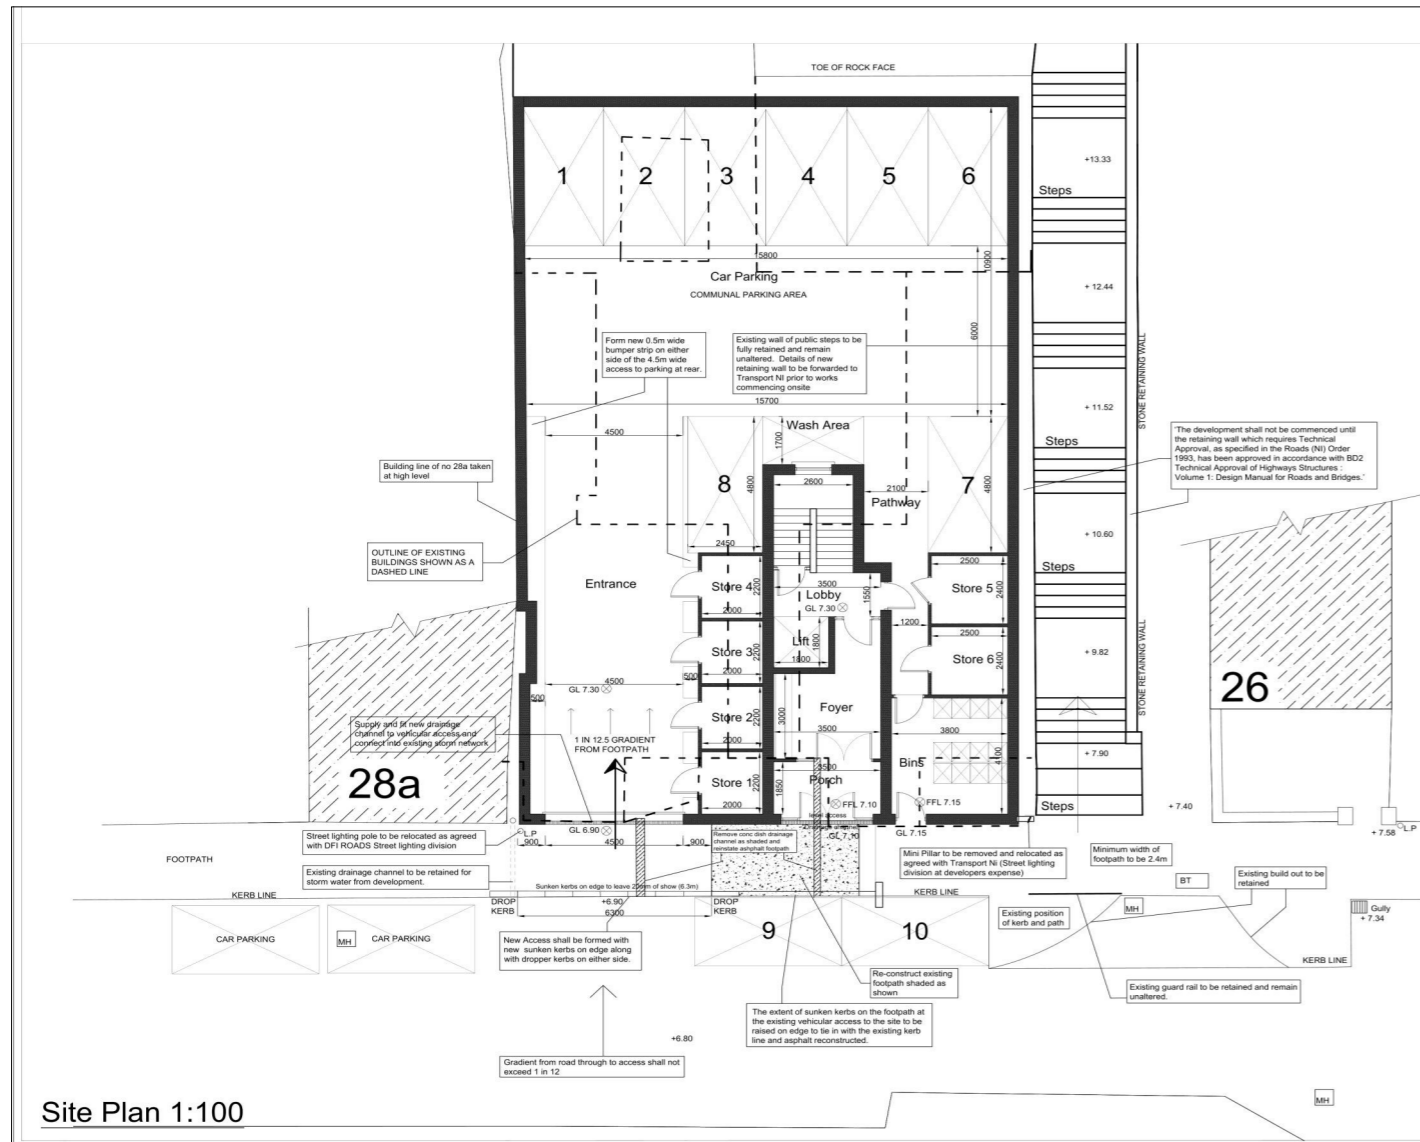 TOE OF ROCK FACE
1
2
3
4
5
6
+13.33
Steps
15800
10900
Car Parking
COMMUNAL PARKING AREA
+ 12.44
6000
Form new 0.5m wide
bumper strip on either
side of the 4.5m wide
access to parking at rear.
Existing wall of public steps to be
fully retained and remain
unaltered. Details of new
retaining wall to be forwarded to
Transport NI prior to works
commencing onsite
STONE RETAINING WALL
15700
+ 11.52
4500
Wash Area
1700
Steps
'The development shall not be commenced until
the retaining wall which requires Technical
Approval, as specified in the Roads (NI) Order
1993, has been approved in accordance with BD2
Technical Approval of Highways Structures :
Volume 1: Design Manual for Roads and Bridges.'
Building line of no 28a taken
at high level
8
4800
2600
2100
Pathway
7
4800
+ 10.60
2450
OUTLINE OF EXISTING
BUILDINGS SHOWN AS A
DASHED LINE
Steps
Entrance
Store 4
2200
2000
3500
Lobby
1550
GL 7.30
2500
Store 5
2400
1200
STONE RETAINING WALL
Store 3
2200
2000
Lift
1800
1800
2500
Store 6
2400
+ 9.82
4500
500
GL 7.30
500
26
Supply and fit new drainage
channel to vehicular access and
connect into existing storm network
1 IN 12.5 GRADIENT
FROM FOOTPATH
Store 2
2200
2000
3000
Foyer
3500
3800
Bins
4100
+ 7.90
28a
Store 1
2200
2000
3500
Porch
1850
FFL 7.10
level access
FFL 7.15
Steps
+ 7.40
Street lighting pole to be relocated as agreed
with DFI ROADS Street lighting division
L.P
GL 6.90
900
4500
900
Remove conc dish drainage
channel as shaded and
reinstate asphalt footpath
GL 7.10
GL 7.15
+ 7.58
L.P
FOOTPATH
Existing drainage channel to be retained for
storm water from development.
Mini Pillar to be removed and relocated as
agreed with Transport Ni (Street lighting
division at developers expense)
Minimum width of
footpath to be 2.4m
BT
Existing build out to be
retained
KERB LINE
KERB LINE
DROP
KERB
+6.90
6300
DROP
KERB
Existing position
of kerb and path
MH
Gully
+ 7.34
CAR PARKING
MH
CAR PARKING
New Access shall be formed with
new sunken kerbs on edge along
with dropper kerbs on either side.
9
10
KERB LINE
Re-construct existing
footpath shaded as
shown
Existing guard rail to be retained and remain
unaltered.
The extent of sunken kerbs on the footpath at
the existing vehicular access to the site to be
raised on edge to tie in with the existing kerb
line and asphalt reconstructed.
+6.80
Gradient from road through to access shall not
exceed 1 in 12
MH
Site Plan 1:100